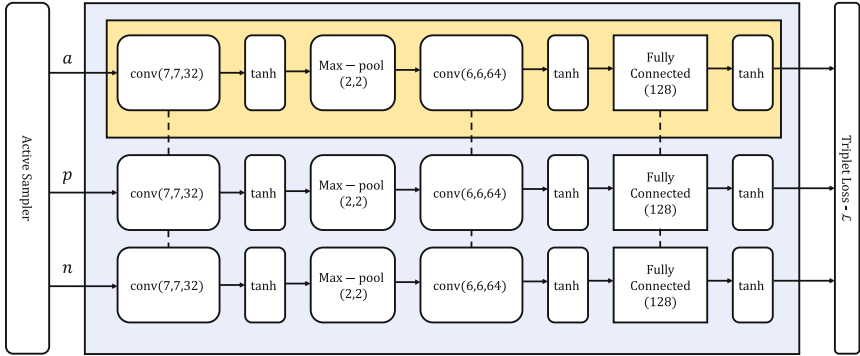 Active Sampler
a
conv(7,7,32)
tanh
Max − pool
(2,2)
conv(6,6,64)
tanh
Fully
Connected
(128)
tanh
p
conv(7,7,32)
tanh
Max − pool
(2,2)
conv(6,6,64)
tanh
Fully
Connected
(128)
tanh
n
conv(7,7,32)
tanh
Max − pool
(2,2)
conv(6,6,64)
tanh
Fully
Connected
(128)
tanh
Triplet Loss - ℒ